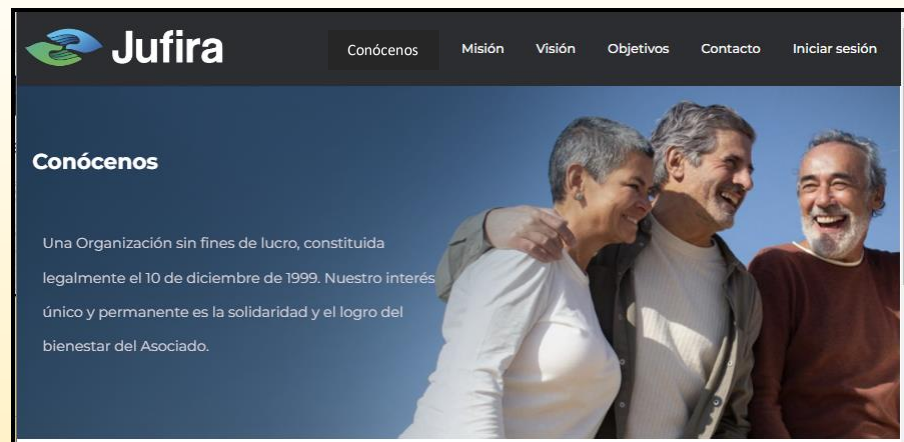 Jufira
Conócenos
Misión
Visión
Objetivos
Contacto
Iniciar sesión
Conócenos
Una Organización sin fines de lucro, constituida
legalmente el 10 de diciembre de 1999. Nuestro interés
único y permanente es la solidaridad y el logro del
bienestar del Asociado.